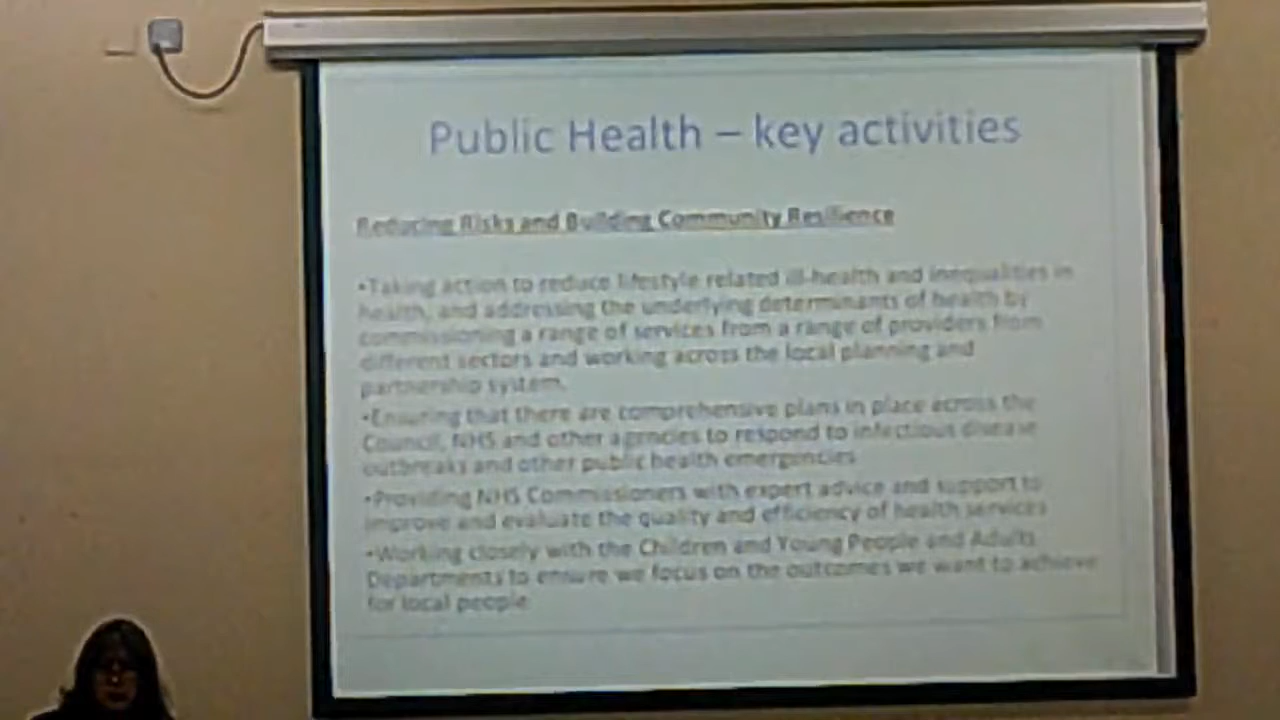 Public Health – key activities
Reducing Risks and Building Community Resilience
•Taking action to reduce lifestyle related ill-health and inequalities in
health, and addressing the underlying determinants of health by
commissioning a range of services from a range of providers from
different sectors and working across the local planning and
partnership system.
•Ensuring that there are comprehensive plans in place across the
Council, NHS and other agencies to respond to infectious disease
outbreaks and other public health emergencies
•Providing NHS Commissioners with expert advice and support to
improve and evaluate the quality and efficiency of health services
•Working closely with the Children and Young People and Adults
Departments to ensure we focus on the outcomes we want to achieve
for local people